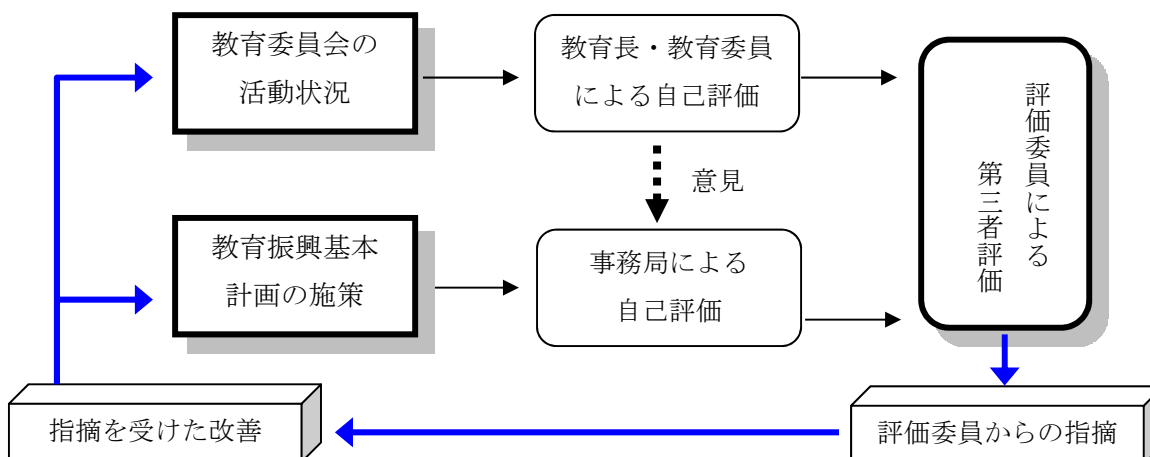 教育委員会の
活動状況
教育長・教育委員
による自己評価
評価委員による
第三者評価
意見
教育振興基本
計画の施策
事務局による
自己評価
指摘を受けた改善
評価委員からの指摘